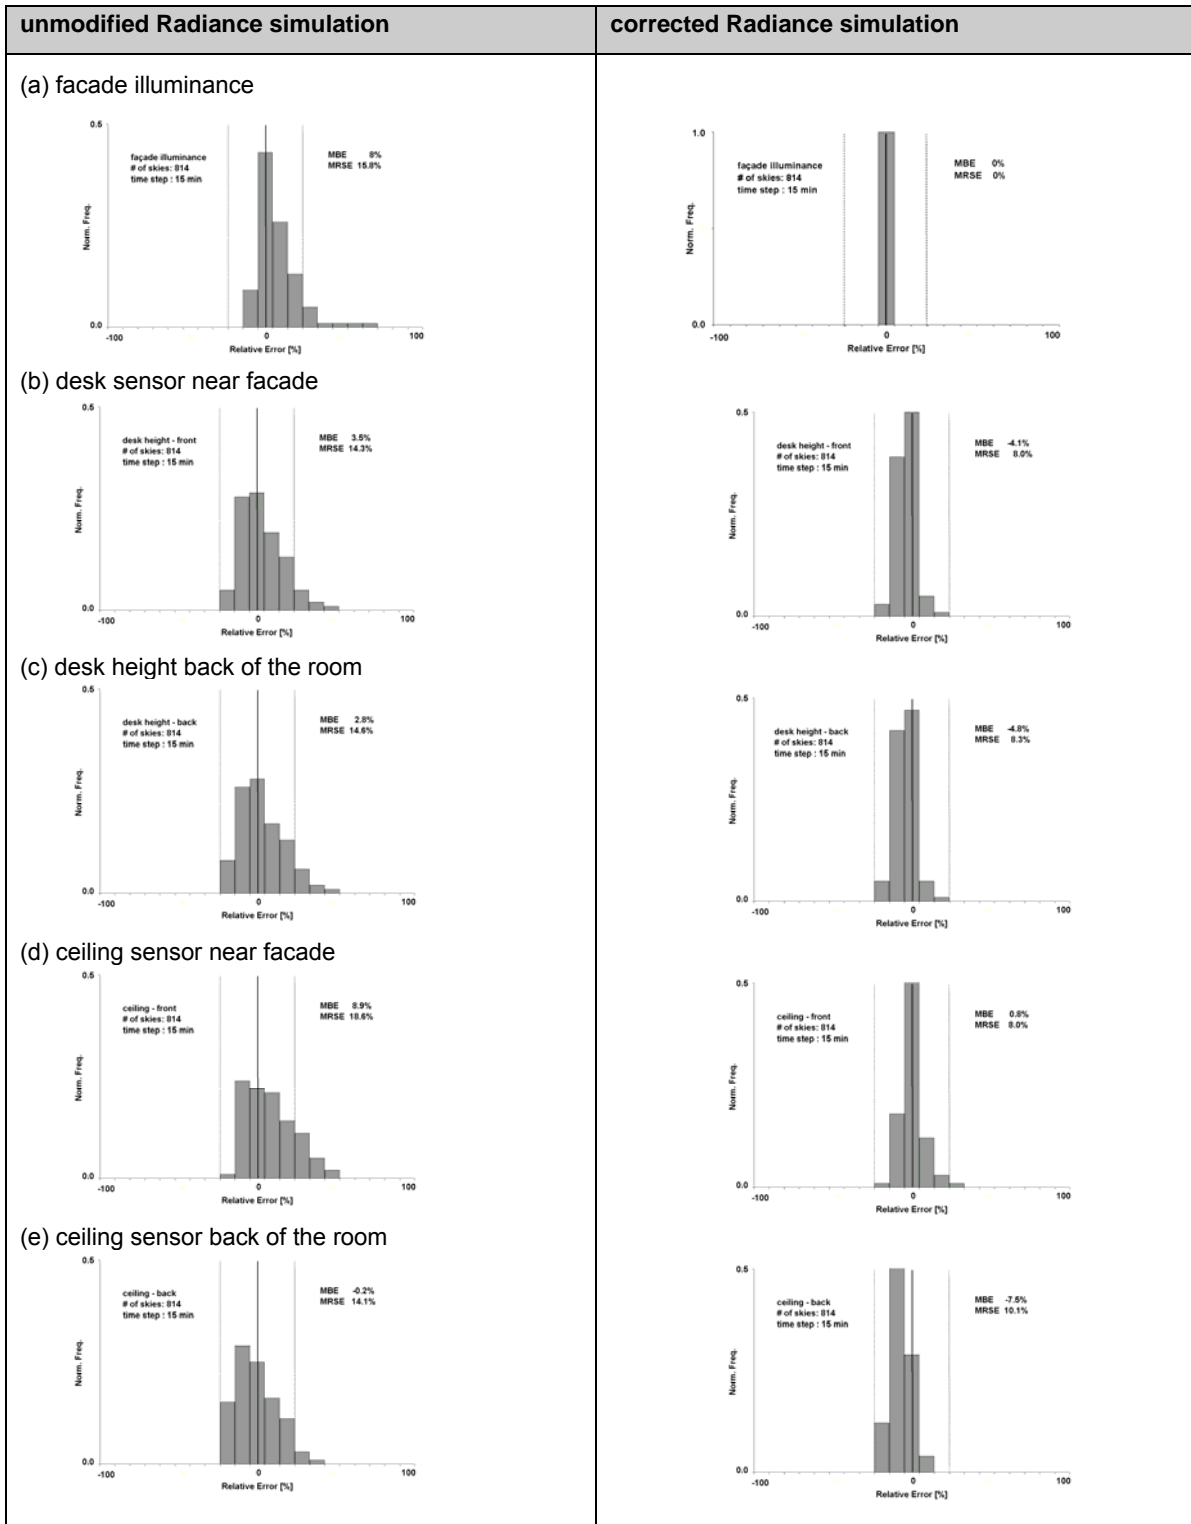 unmodified Radiance simulation
corrected Radiance simulation
(a) facade illuminance
0.5
façade illuminance
# of skies: 814
time step : 15 min
MBE 8%
MRSE 15.8%
Norm. Freq.
0.0
-100
0
100
Relative Error [%]
1.0
façade illuminance
# of skies: 814
time step : 15 min
MBE 0%
MRSE 0%
Norm. Freq.
0.0
-100
0
100
Relative Error [%]
(b) desk sensor near facade
0.5
desk height - front
# of skies: 814
time step : 15 min
MBE 3.5%
MRSE 14.3%
Norm. Freq.
0.0
-100
0
100
Relative Error [%]
0.5
desk height - front
# of skies: 814
time step : 15 min
MBE -4.1%
MRSE 8.0%
Norm. Freq.
0.0
-100
0
100
Relative Error [%]
(c) desk height back of the room
0.5
desk height - back
# of skies: 814
time step : 15 min
MBE 2.8%
MRSE 14.6%
Norm. Freq.
0.0
-100
0
100
Relative Error [%]
0.5
desk height - back
# of skies: 814
time step : 15 min
MBE -4.8%
MRSE 8.3%
Norm. Freq.
0.0
-100
0
100
Relative Error [%]
(d) ceiling sensor near facade
0.5
ceiling - front
# of skies: 814
time step : 15 min
MBE 8.9%
MRSE 18.6%
Norm. Freq.
0.0
-100
0
100
Relative Error [%]
0.5
ceiling - front
# of skies: 814
time step : 15 min
MBE 0.8%
MRSE 8.0%
Norm. Freq.
0.0
-100
0
100
Relative Error [%]
(e) ceiling sensor back of the room
0.5
ceiling - back
# of skies: 814
time step : 15 min
MBE -0.2%
MRSE 14.1%
Norm. Freq.
0.0
-100
0
100
Relative Error [%]
0.5
ceiling - back
# of skies: 814
time step : 15 min
MBE -7.5%
MRSE 10.1%
Norm. Freq.
0.0
-100
0
100
Relative Error [%]